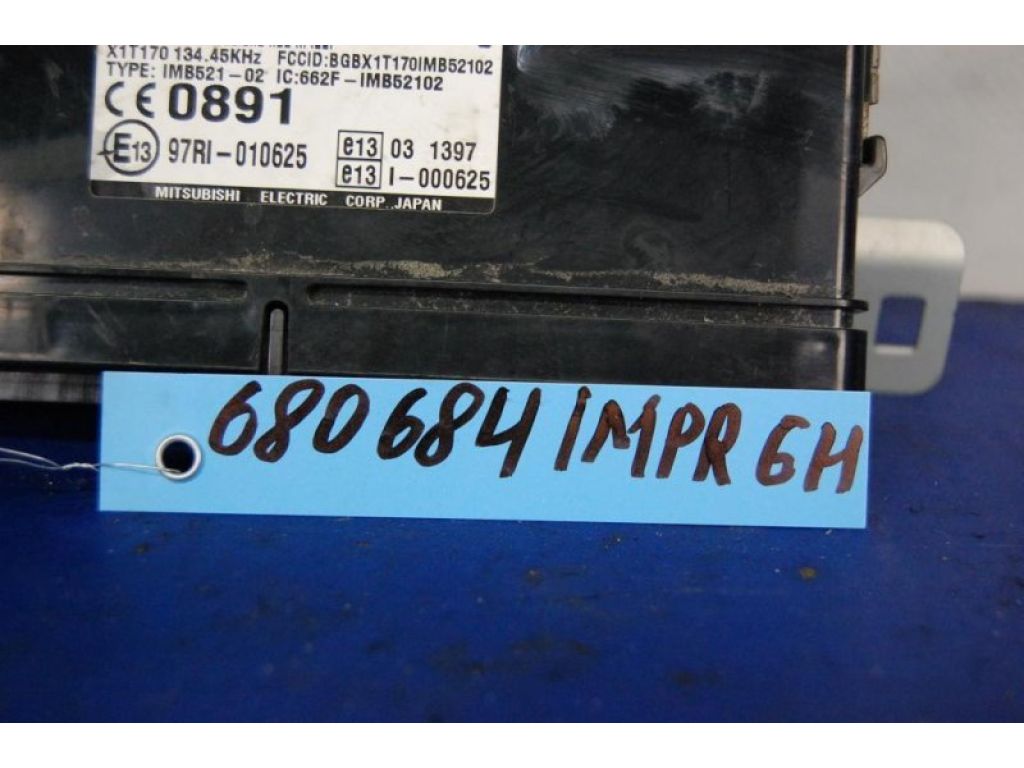 X1T170 134.45KHz FCCID:BGBX1T170IMB52102
TYPE: IMB521-02 IC:662F-IMB52102
CE 0891
E13 97RI-010625
e13 03 1397
e13 I-000625
MITSUBISHI ELECTRIC CORP. JAPAN
680684 IMPR GH